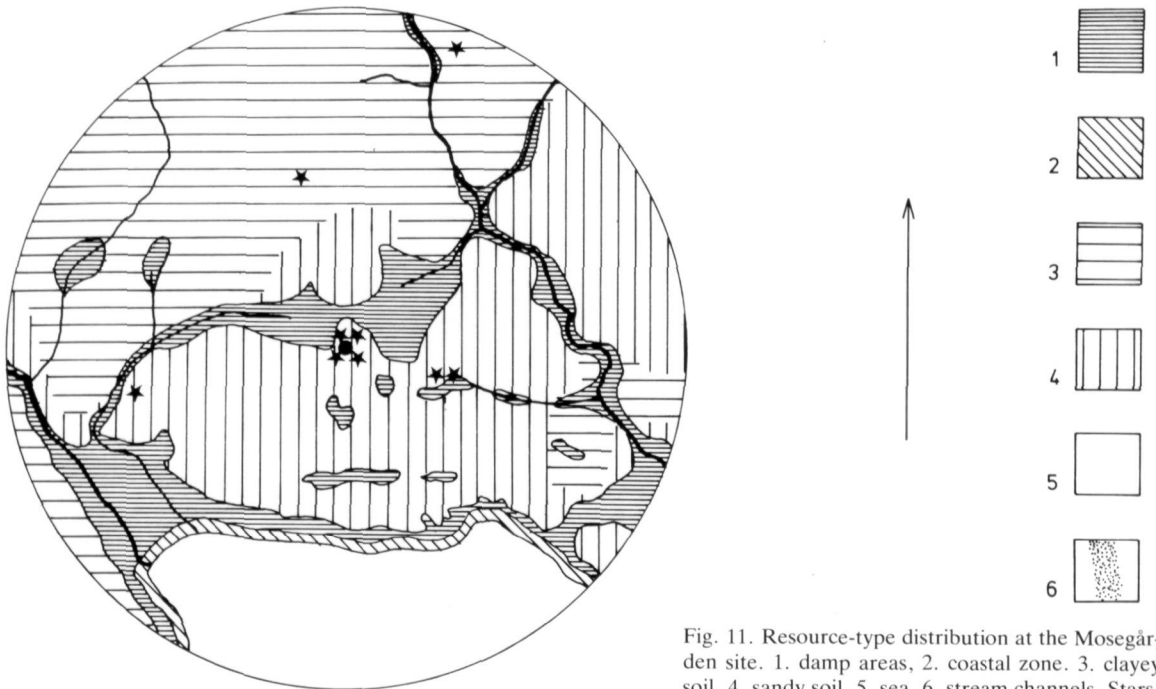 1
2
3
4
5
6
Fig. 11. Resource-type distribution at the Mosegår-
den site. 1. damp areas, 2. coastal zone. 3. clayey
soil, 4. sandy soil, 5. sea, 6. stream channels. Stars